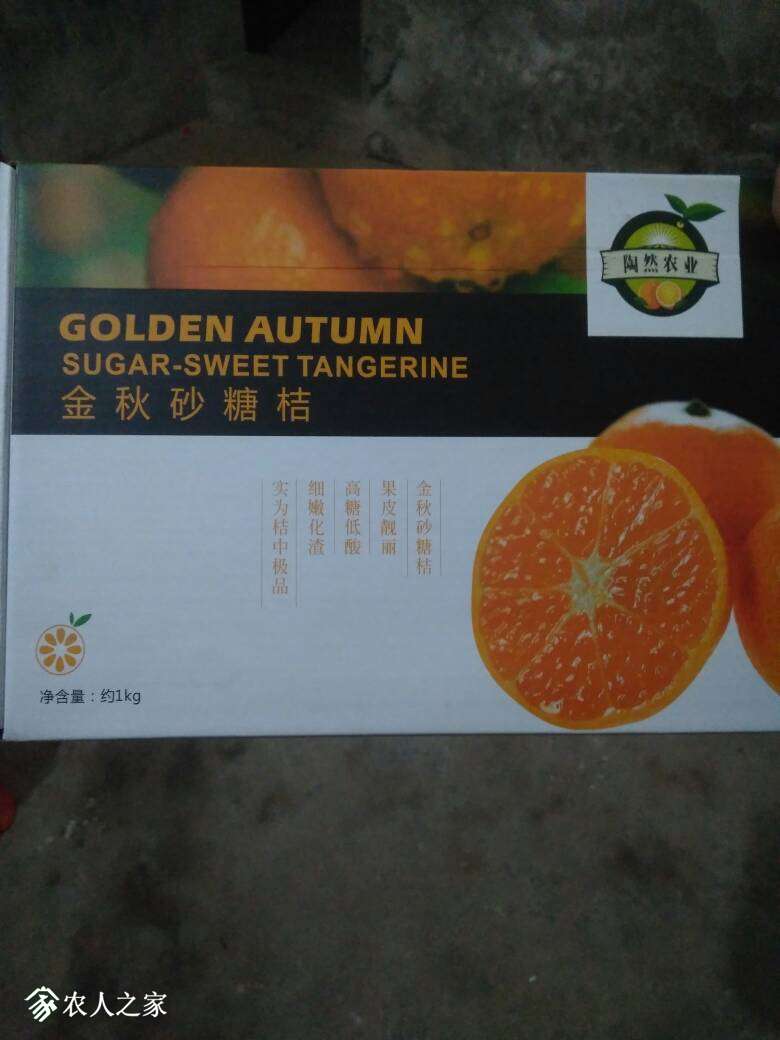 陶然农业
GOLDEN AUTUMN
SUGAR-SWEET TANGERINE
金秋砂糖桔
金秋砂糖桔
果皮靓丽
高糖低酸
细嫩化渣
实为桔中极品
净含量：约1kg
农人之家